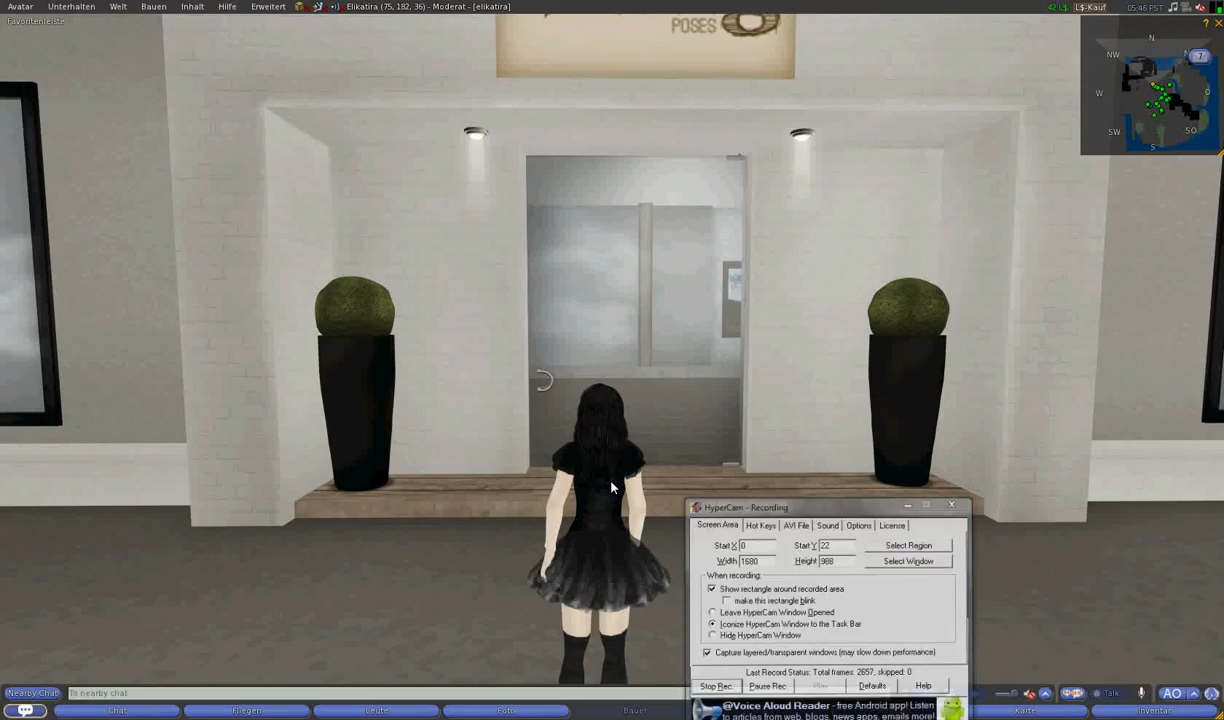 Avatar Unterhalten Welt Bauen Inhalt Hilfe Erweitert Elikatira (75, 182, 36) - Moderat - [elikatira] 42 L$ L$-Kauf 05:46 PST
Favoritenleiste
POSES
N
NW
7
W
SW
S
SO
HyperCam - Recording
Screen Area Hot Keys AVI File Sound Options License
Start X 0 Start Y 22 Select Region
Width 1680 Height 988 Select Window
When recording:
Show rectangle around recorded area
make this rectangle blink
Leave HyperCam Window Opened
Iconize HyperCam Window to the Task Bar
Hide HyperCam Window
Capture layered/transparent windows (may slow down performance)
Last Record Status: Total frames: 2657, skipped: 0
Stop Rec. Pause Rec. Defaults Help
Nearby Chat To nearby chat Talk AO
@Voice Aloud Reader - free Android app! Listen
to articles from web, blogs, news apps, emails more!
Chat Fliegen Leute Foto Bauen Karte Inventar